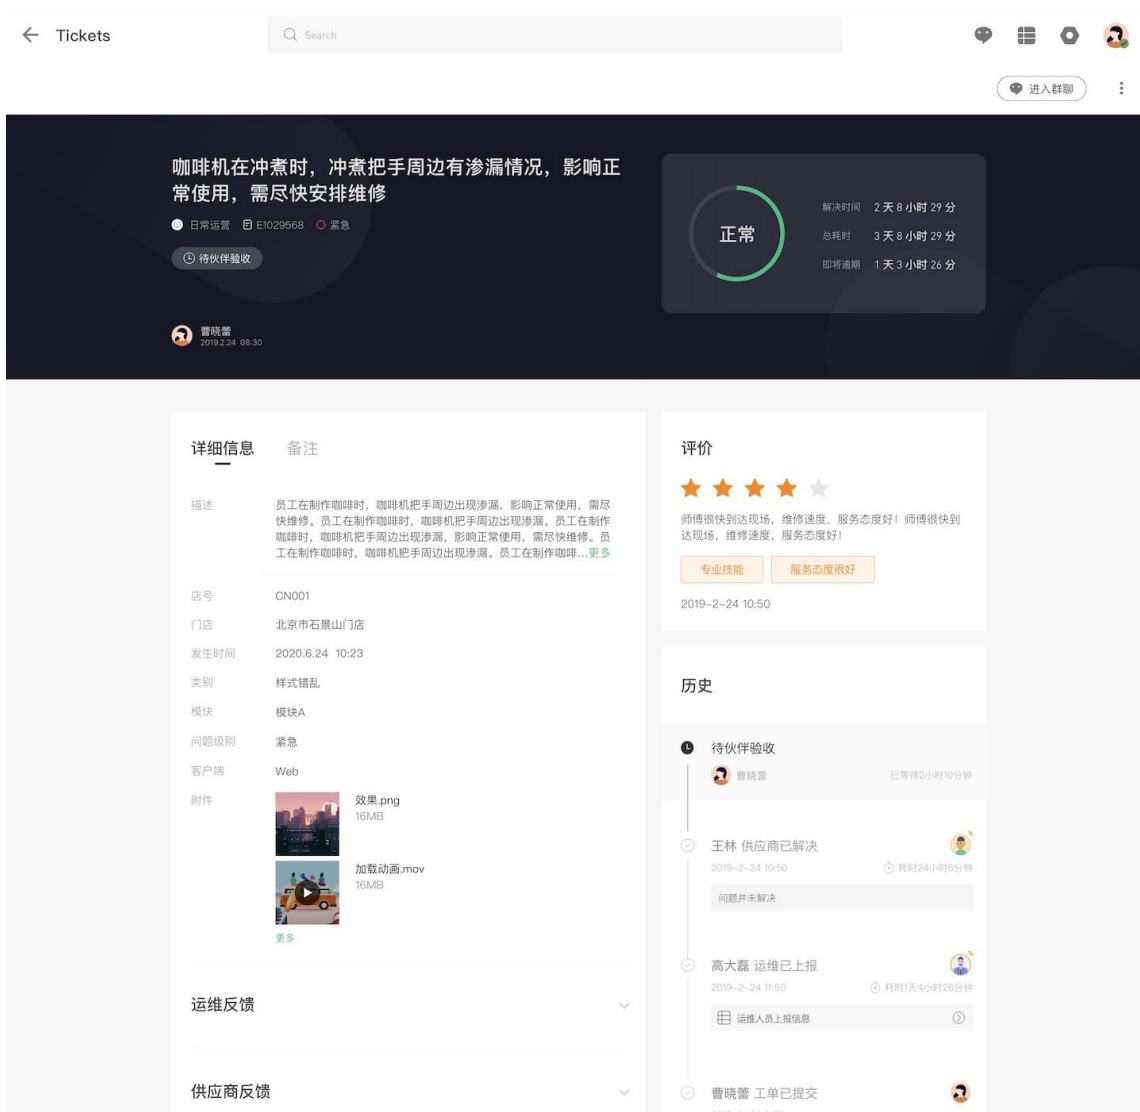 Tickets
Search
进入群聊
咖啡机在冲煮时，冲煮把手周边有渗漏情况，影响正
常使用，需尽快安排维修
日常运营 E1029568 紧急
待伙伴验收
曹晓蕾
2019.2.24 08:30
正常
解决时间 2 天 8 小时 29 分
总耗时 3 天 8 小时 29 分
即将逾期 1 天 3 小时 26 分
详细信息 备注
描述
员工在制作咖啡时，咖啡机把手周边出现渗漏，影响正常使用，需尽
快维修。员工在制作咖啡时，咖啡机把手周边出现渗漏。员工在制作
咖啡时，咖啡机把手周边出现渗漏，影响正常使用，需尽快维修。员
工在制作咖啡时，咖啡机把手周边出现渗漏。员工在制作咖啡...更多
店号 CN001
门店 北京市石景山门店
发生时间 2020.6.24 10:23
类别 样式错乱
模块 模块A
问题级别 紧急
客户端 Web
附件
效果.png
16MB
加载动画.mov
16MB
更多
运维反馈
供应商反馈
评价
师傅很快到达现场，维修速度，服务态度好！师傅很快到
达现场，维修速度，服务态度好！
专业技能 服务态度很好
2019-2-24 10:50
历史
待伙伴验收
曹晓蕾 已等待2小时10分钟
王林 供应商已解决
2019-2-24 10:50 耗时24小时6分钟
问题并未解决
高大磊 运维已上报
2019-2-24 11:50 耗时1天4小时26分钟
运维人员上报信息
曹晓蕾 工单已提交